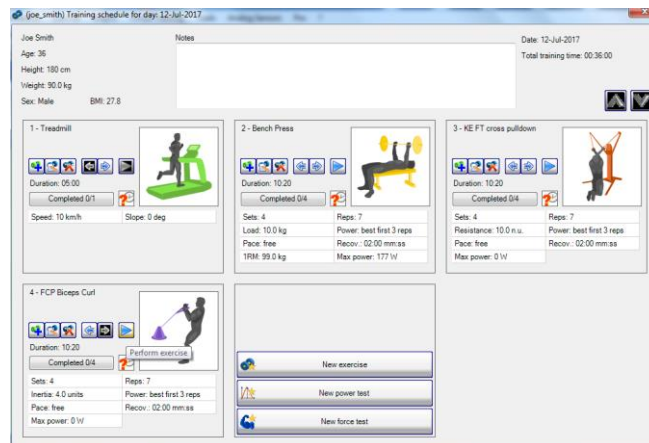 (joe_smith) Training schedule for day: 12-Jul-2017
Joe Smith
Age: 36
Height: 180 cm
Weight: 90.0 kg
Sex: Male BMI: 27.8
Notes
Date: 12-Jul-2017
Total training time: 00:36:00
1 - Treadmill
Duration: 05:00
Completed 0/1
Speed: 10 km/h Slope: 0 deg
2 - Bench Press
Duration: 10:20
Completed 0/4
Sets: 4 Reps: 7
Load: 10.0 kg Power: best first 3 reps
Pace: free Recov.: 02:00 mm:ss
1RM: 99.0 kg Max power: 177 W
3 - KE FT cross pulldown
Duration: 10:20
Completed 0/4
Sets: 4 Reps: 7
Resistance: 10.0 n.u. Power: best first 3 reps
Pace: free Recov.: 02:00 mm:ss
Max power: 0 W
4 - FCP Biceps Curl
Duration: 10:20
Perform exercise
Completed 0/4
Sets: 4 Reps: 7
Inertia: 4.0 units Power: best first 3 reps
Pace: free Recov.: 02:00 mm:ss
Max power: 0 W
New exercise
New power test
New force test